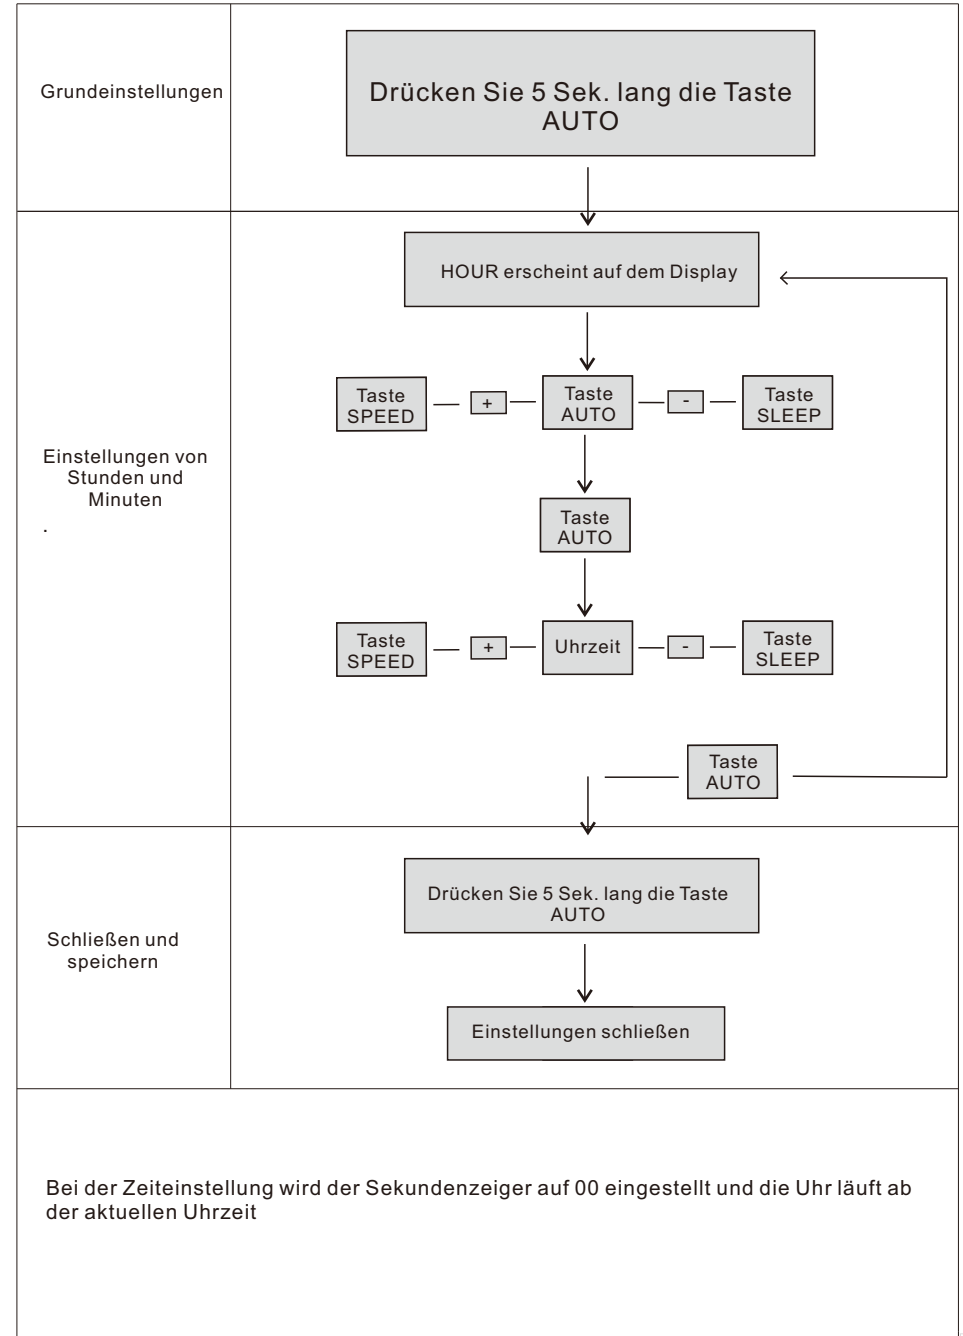 Grundeinstellungen
Drücken Sie 5 Sek. lang die Taste
AUTO
HOUR erscheint auf dem Display
Taste
SPEED
+
Taste
AUTO
-
Taste
SLEEP
Einstellungen von
Stunden und
Minuten
.
Taste
AUTO
Taste
SPEED
+
Uhrzeit
-
Taste
SLEEP
Taste
AUTO
Drücken Sie 5 Sek. lang die Taste
AUTO
Schließen und
speichern
Einstellungen schließen
Bei der Zeiteinstellung wird der Sekundenzeiger auf 00 eingestellt und die Uhr läuft ab
der aktuellen Uhrzeit